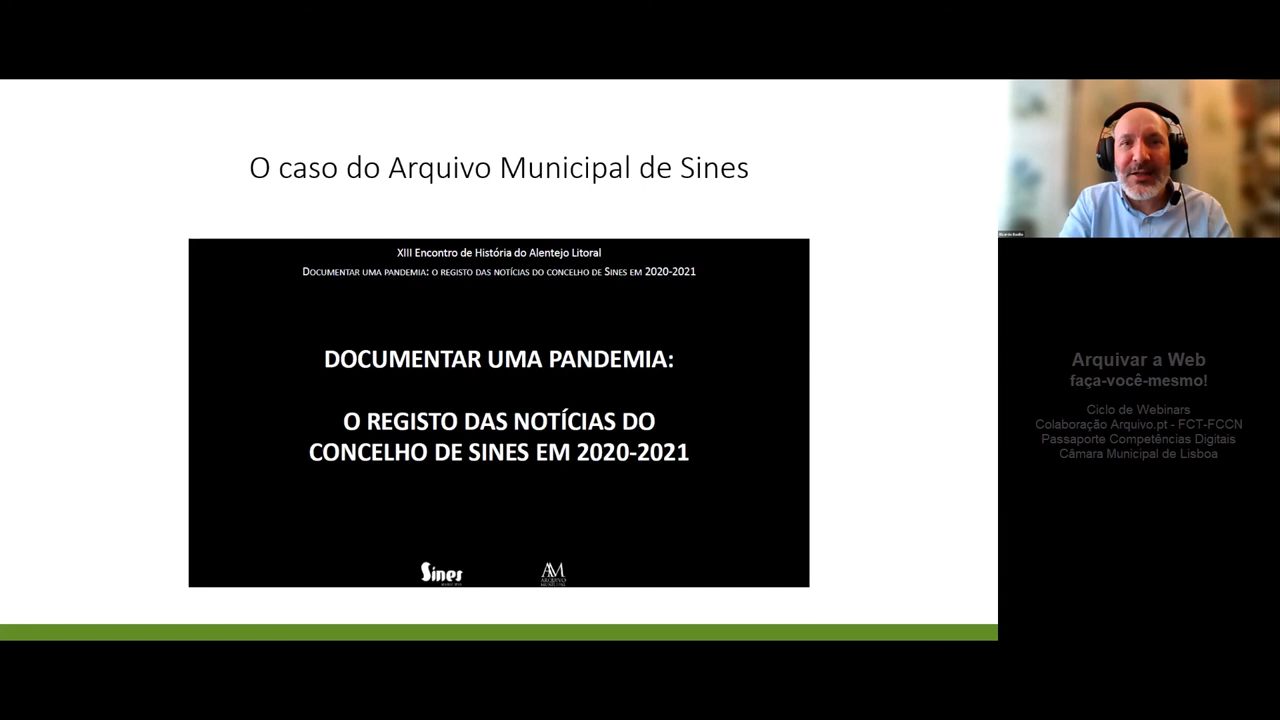 O caso do Arquivo Municipal de Sines
XIII Encontro de História do Alentejo Litoral
DOCUMENTAR UMA PANDEMIA: O REGISTO DAS NOTÍCIAS DO CONCELHO DE SINES EM 2020-2021
DOCUMENTAR UMA PANDEMIA:
O REGISTO DAS NOTÍCIAS DO
CONCELHO DE SINES EM 2020-2021
Sines
AM
ARQUIVO
MUNICIPAL
Arquivar a Web
faça-você-mesmo!
Ciclo de Webinars
Colaboração Arquivo.pt - FCT-FCCN
Passaporte Competências Digitais
Câmara Municipal de Lisboa